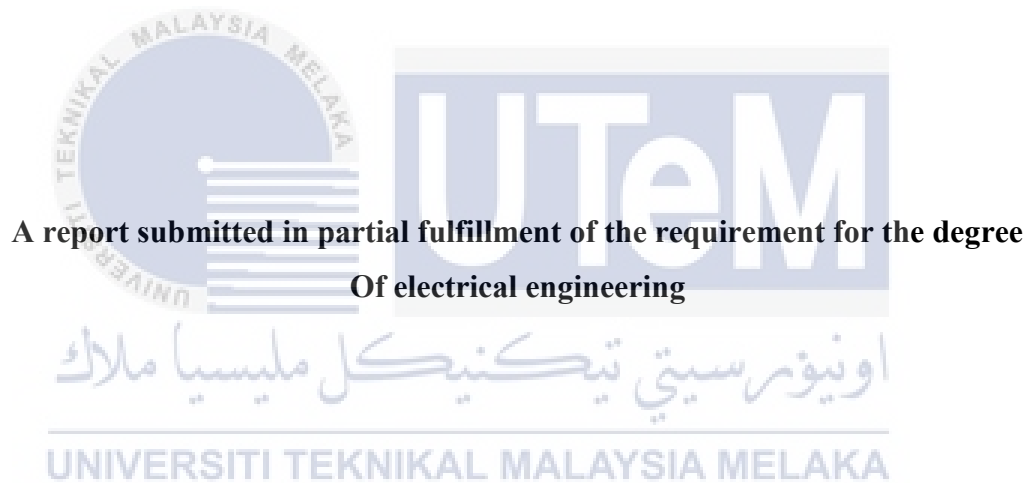 UNIVERSITI TEKNIKAL MALAYSIA MELAKA
UTeM
A report submitted in partial fulfillment of the requirement for the degree
Of electrical engineering
اونيۏرسيتي تيكنيكل مليسيا ملاك
UNIVERSITI TEKNIKAL MALAYSIA MELAKA